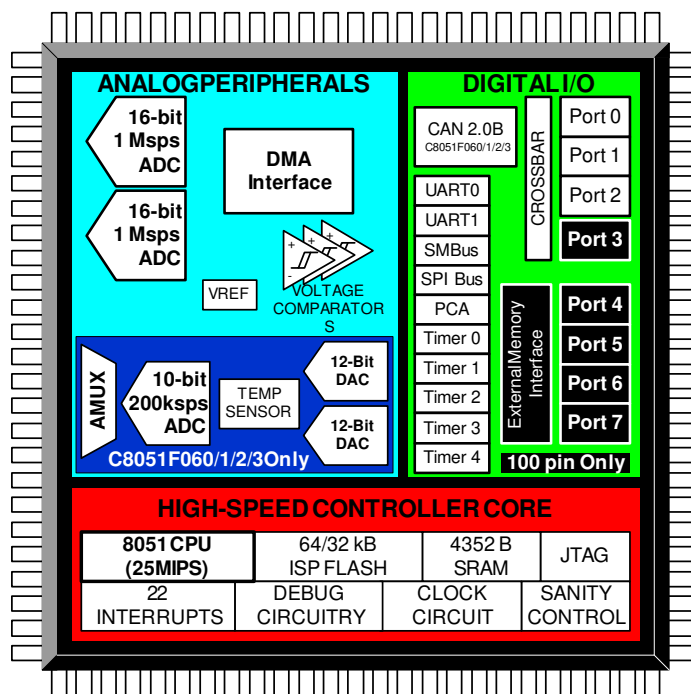 ANALOGPERIPHERALS
16-bit
1 Msps
ADC
16-bit
1 Msps
ADC
DMA
Interface
+
-
+
-
+
-
VREF
VOLTAGE
COMPARATOR
S
AMUX
10-bit
200ksps
ADC
TEMP
SENSOR
12-Bit
DAC
12-Bit
DAC
C8051F060/1/2/3Only
DIGITAL I/O
CAN 2.0B
C8051F060/1/2/3
UART0
UART1
SMBus
SPI Bus
PCA
Timer 0
Timer 1
Timer 2
Timer 3
Timer 4
CROSSBAR
Port 0
Port 1
Port 2
Port 3
ExternalMemory
Interface
Port 4
Port 5
Port 6
Port 7
100 pin Only
HIGH-SPEED CONTROLLER CORE
8051 CPU
(25MIPS)
64/32 kB
ISP FLASH
4352 B
SRAM
JTAG
22
INTERRUPTS
DEBUG
CIRCUITRY
CLOCK
CIRCUIT
SANITY
CONTROL